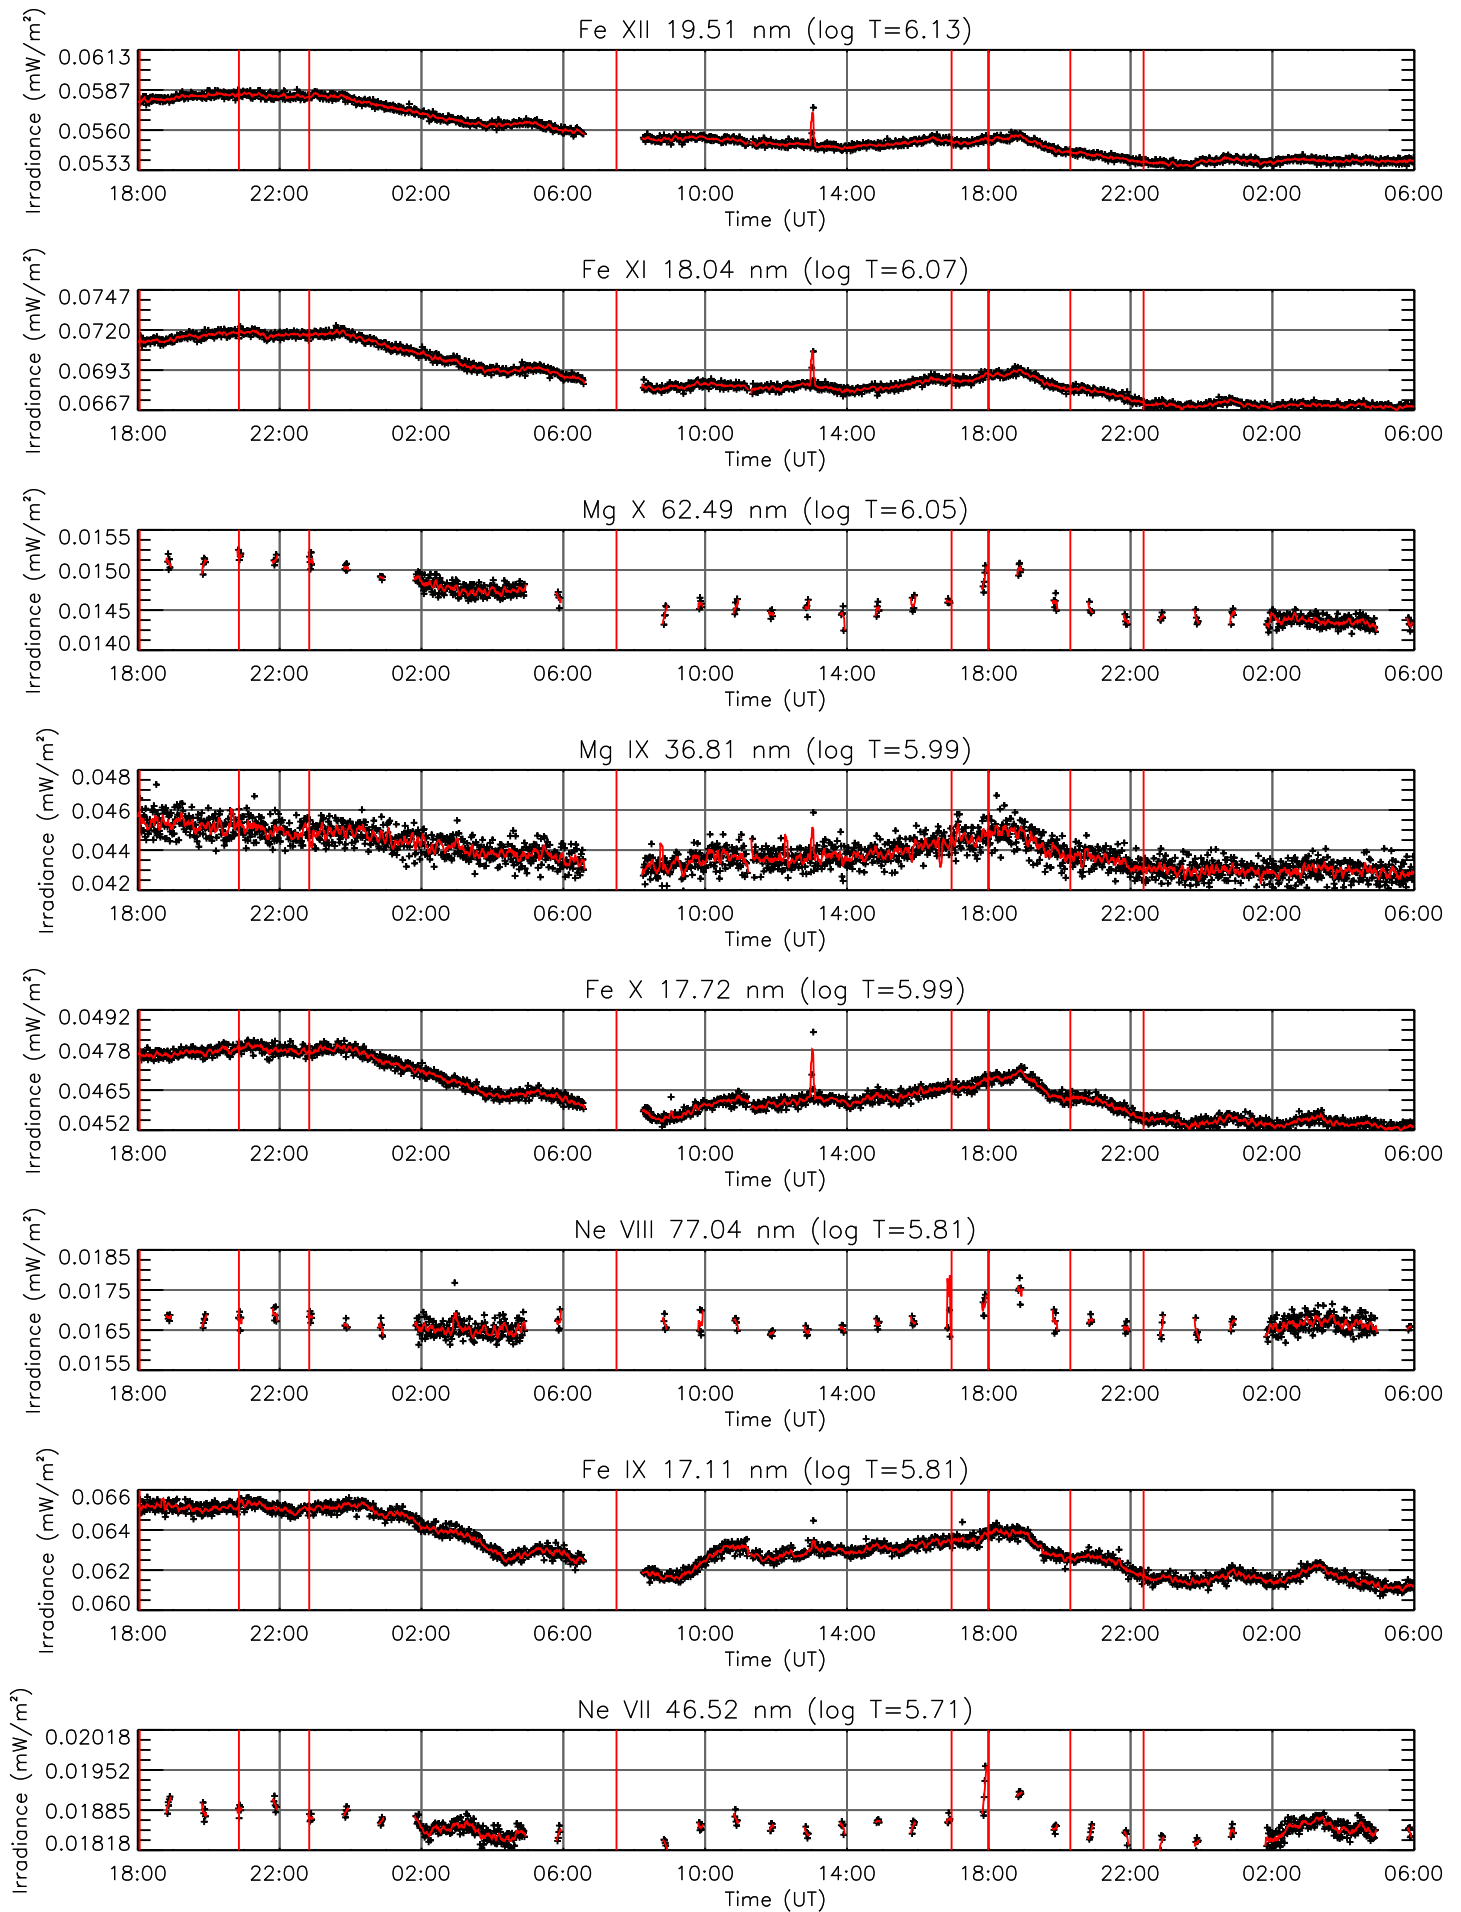 Fe XII 19.51 nm (log T=6.13)
Irradiance (mW/m²)
0.0613
0.0587
0.0560
0.0533
18:00 22:00 02:00 06:00 10:00 14:00 18:00 22:00 02:00 06:00
Time (UT)
Fe XI 18.04 nm (log T=6.07)
Irradiance (mW/m²)
0.0747
0.0720
0.0693
0.0667
18:00 22:00 02:00 06:00 10:00 14:00 18:00 22:00 02:00 06:00
Time (UT)
Mg X 62.49 nm (log T=6.05)
Irradiance (mW/m²)
0.0155
0.0150
0.0145
0.0140
18:00 22:00 02:00 06:00 10:00 14:00 18:00 22:00 02:00 06:00
Time (UT)
Mg IX 36.81 nm (log T=5.99)
Irradiance (mW/m²)
0.048
0.046
0.044
0.042
18:00 22:00 02:00 06:00 10:00 14:00 18:00 22:00 02:00 06:00
Time (UT)
Fe X 17.72 nm (log T=5.99)
Irradiance (mW/m²)
0.0492
0.0478
0.0465
0.0452
18:00 22:00 02:00 06:00 10:00 14:00 18:00 22:00 02:00 06:00
Time (UT)
Ne VIII 77.04 nm (log T=5.81)
Irradiance (mW/m²)
0.0185
0.0175
0.0165
0.0155
18:00 22:00 02:00 06:00 10:00 14:00 18:00 22:00 02:00 06:00
Time (UT)
Fe IX 17.11 nm (log T=5.81)
Irradiance (mW/m²)
0.066
0.064
0.062
0.060
18:00 22:00 02:00 06:00 10:00 14:00 18:00 22:00 02:00 06:00
Time (UT)
Ne VII 46.52 nm (log T=5.71)
Irradiance (mW/m²)
0.02018
0.01952
0.01885
0.01818
18:00 22:00 02:00 06:00 10:00 14:00 18:00 22:00 02:00 06:00
Time (UT)